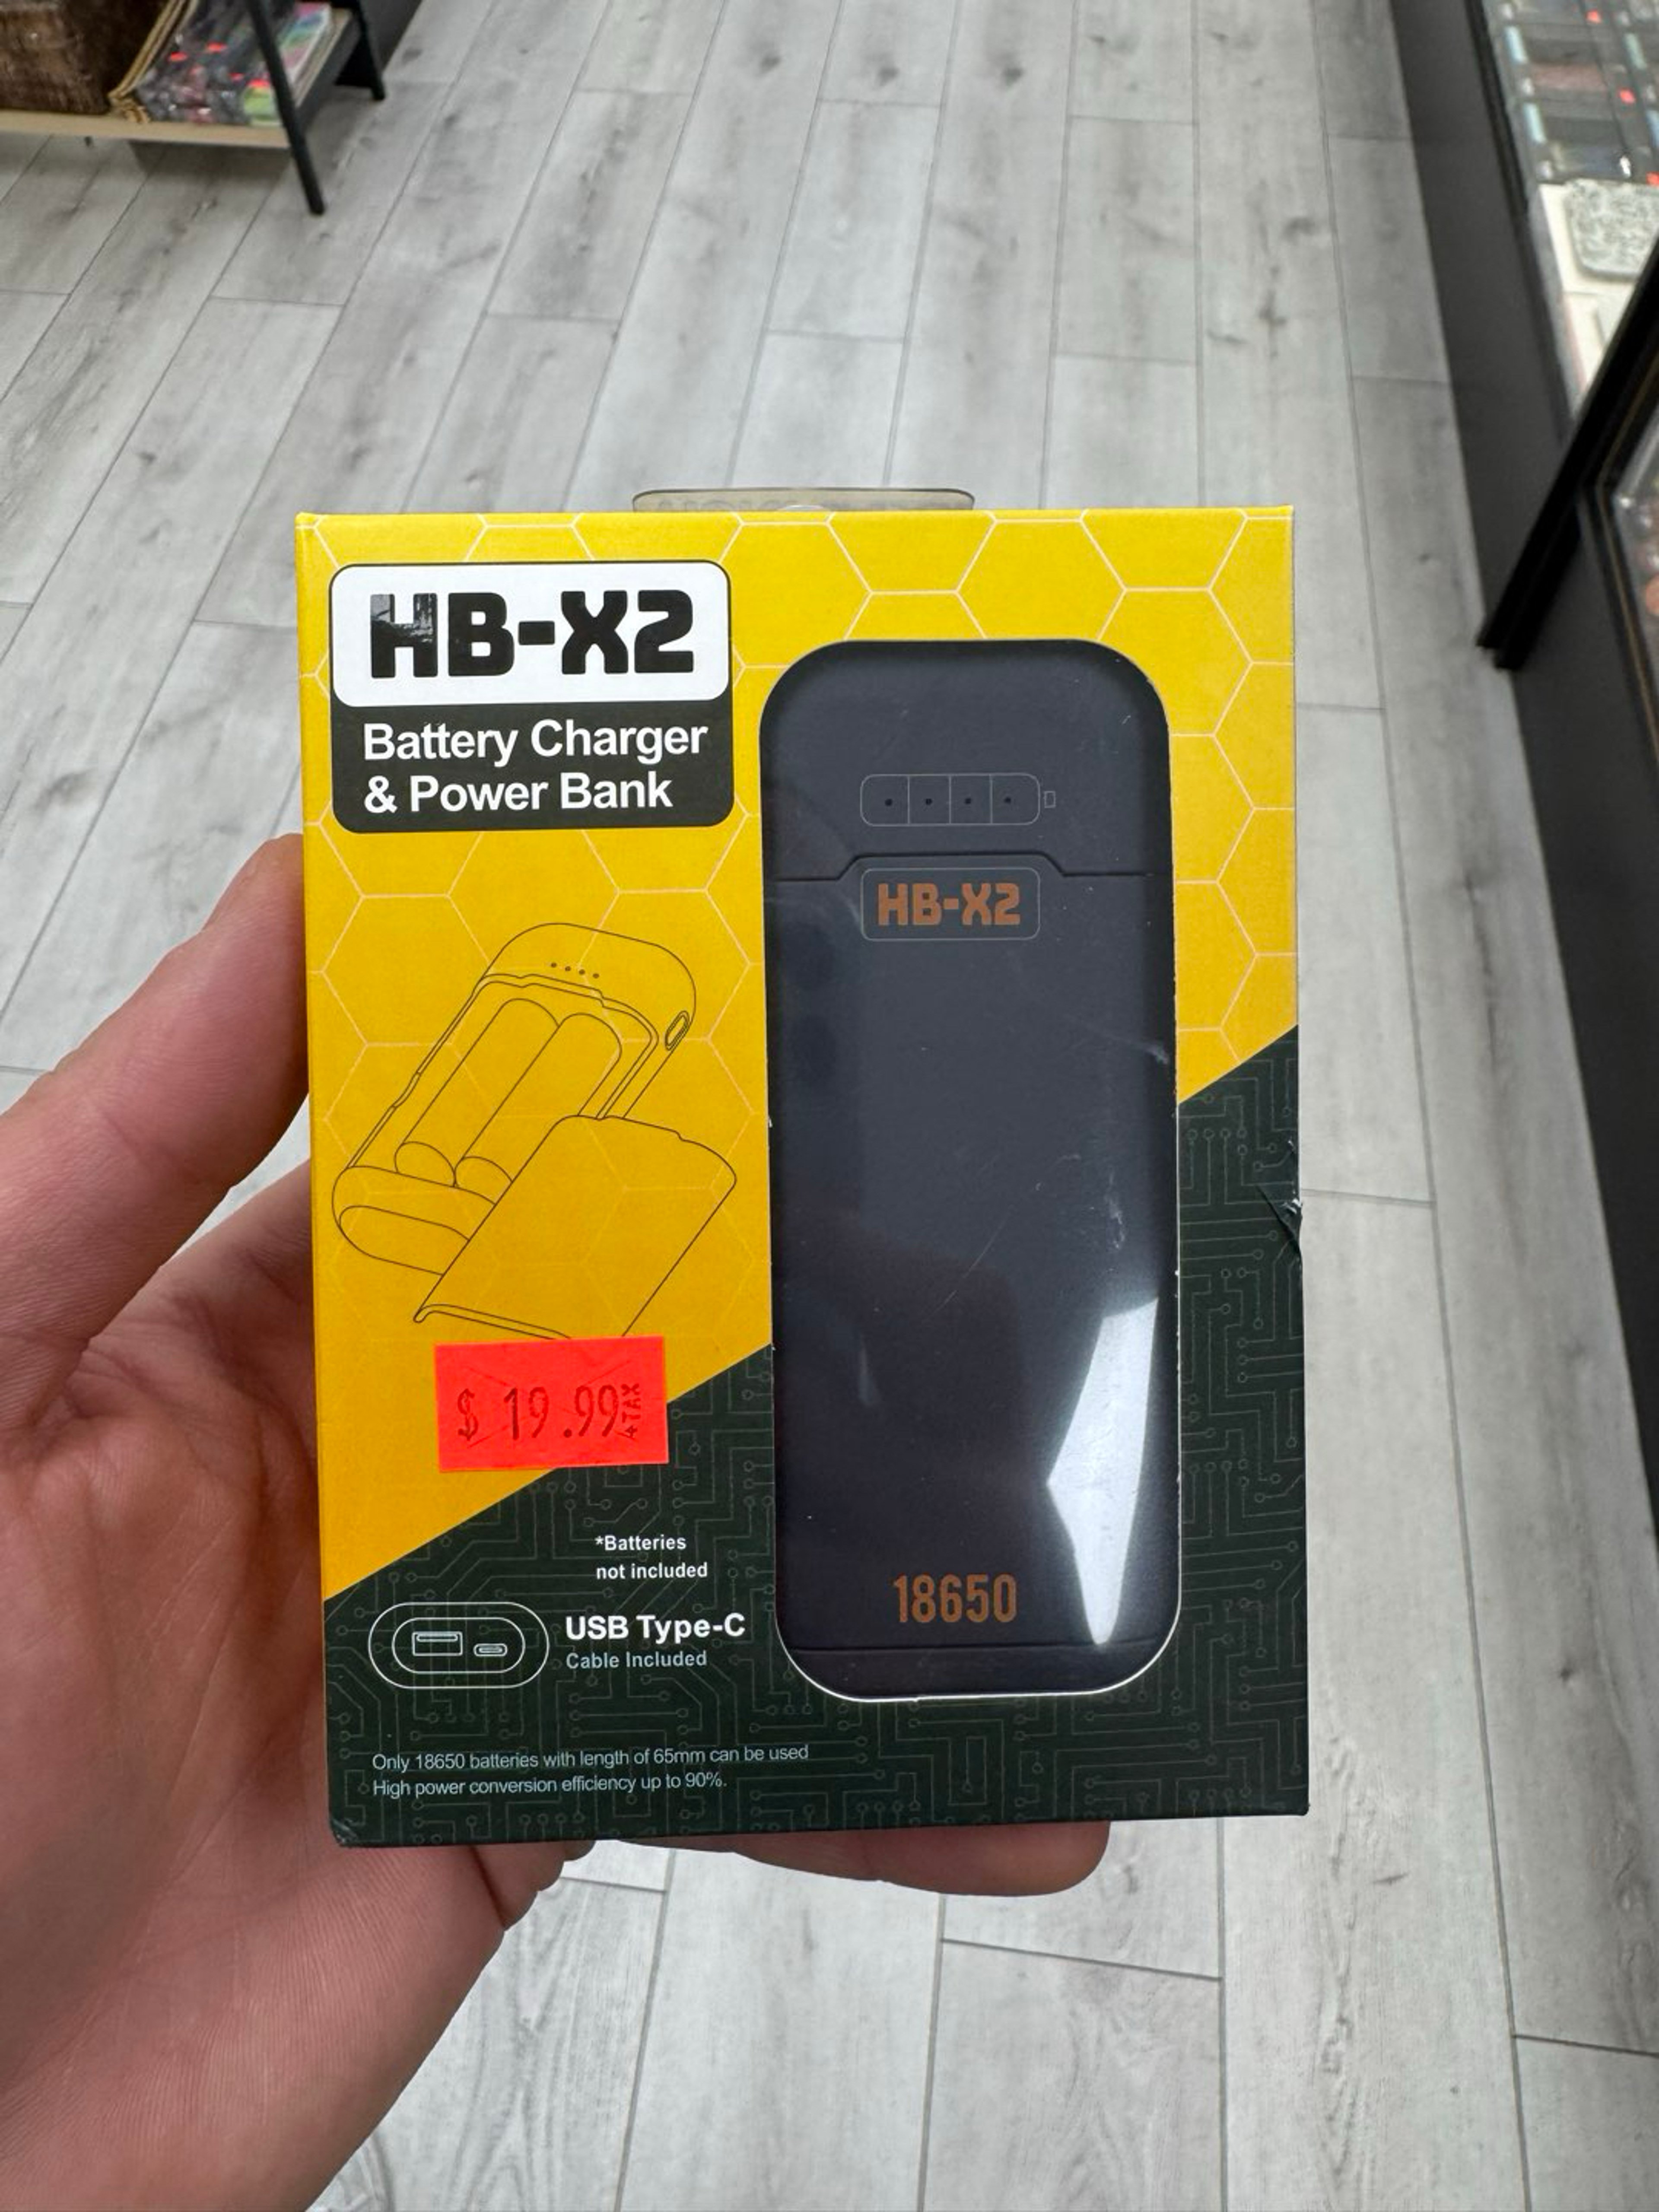 HB-X2
Battery Charger
& Power Bank
HB-X2
$ 19.99 +TAX
*Batteries
not included
18650
USB Type-C
Cable Included
Only 18650 batteries with length of 65mm can be used
High power conversion efficiency up to 90%.